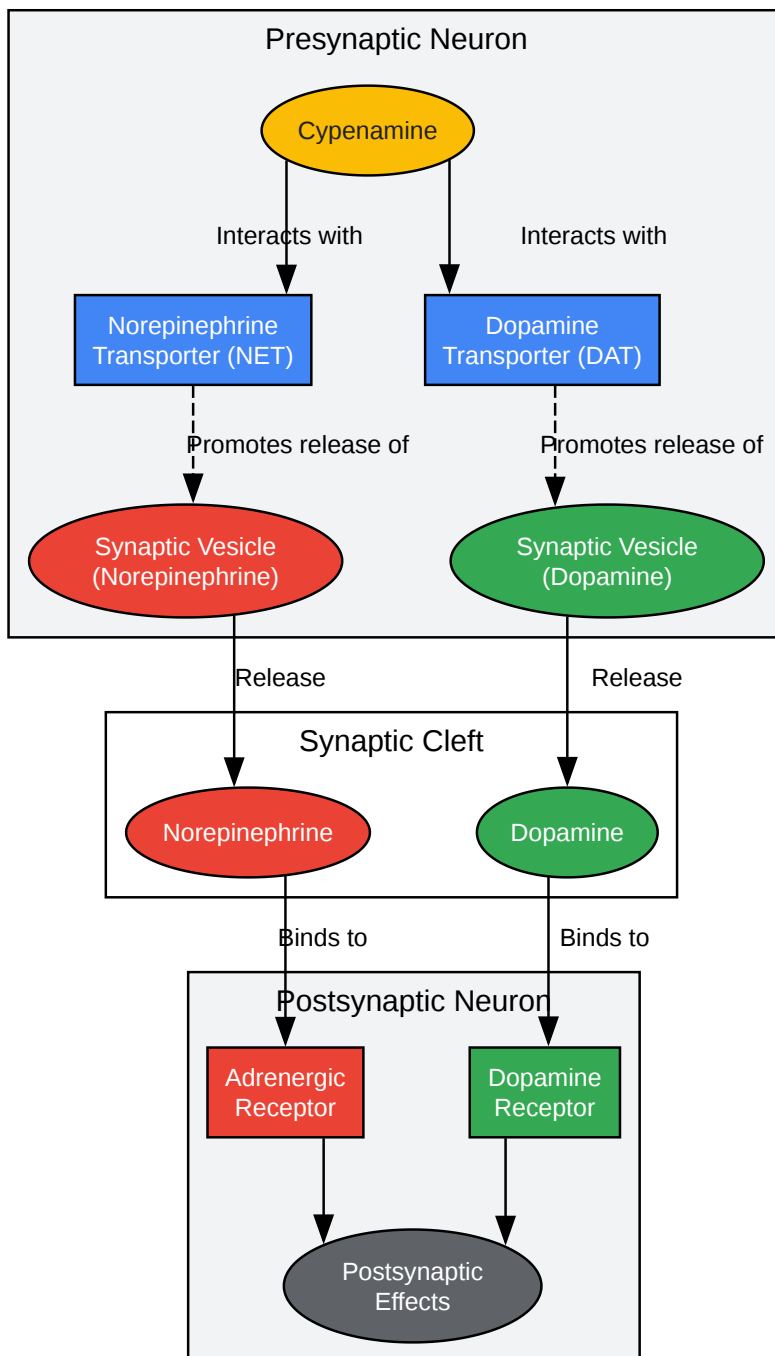 Presynaptic Neuron
Cypenamine
Interacts with
Interacts with
Norepinephrine
Transporter (NET)
Dopamine
Transporter (DAT)
Promotes release of
Promotes release of
Synaptic Vesicle
(Norepinephrine)
Synaptic Vesicle
(Dopamine)
Release
Release
Synaptic Cleft
Norepinephrine
Dopamine
Binds to
Binds to
Postsynaptic Neuron
Adrenergic
Receptor
Dopamine
Receptor
Postsynaptic
Effects